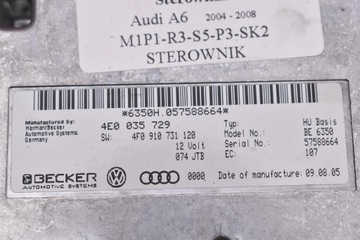 Sterownik
Audi A6 2004 - 2008
M1P1-R3-S5-P3-SK2
STEROWNIK
*6350H.057588664*
Manufactured by: 4E0 035 729 Typ: HU Basis
Harman/Becker
Automotive Systems SW: 4F0 910 731 120 Model No.: BE 6350
Germany 12 Volt Serial No.: 57588664
074 JTB EC: 107
BECKER 0000 Date of manufacture: 09.08.05
AUTOMOTIVE SYSTEMS